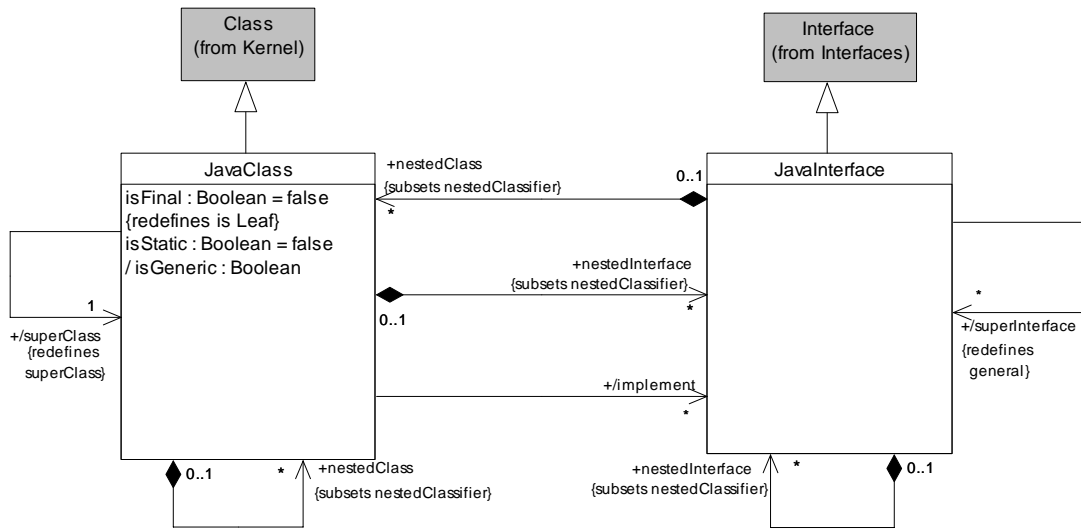 Class
(from Kernel)
Interface
(from Interfaces)
JavaClass
isFinal : Boolean = false
{redefines is Leaf}
isStatic : Boolean = false
/ isGeneric : Boolean
JavaInterface
+nestedClass
{subsets nestedClassifier}
*
0..1
+nestedInterface
{subsets nestedClassifier}
0..1
*
1
+/superClass
{redefines
superClass}
*
+/superInterface
{redefines
general}
+/implement
*
0..1
*
+nestedClass
{subsets nestedClassifier}
+nestedInterface
{subsets nestedClassifier}
*
0..1